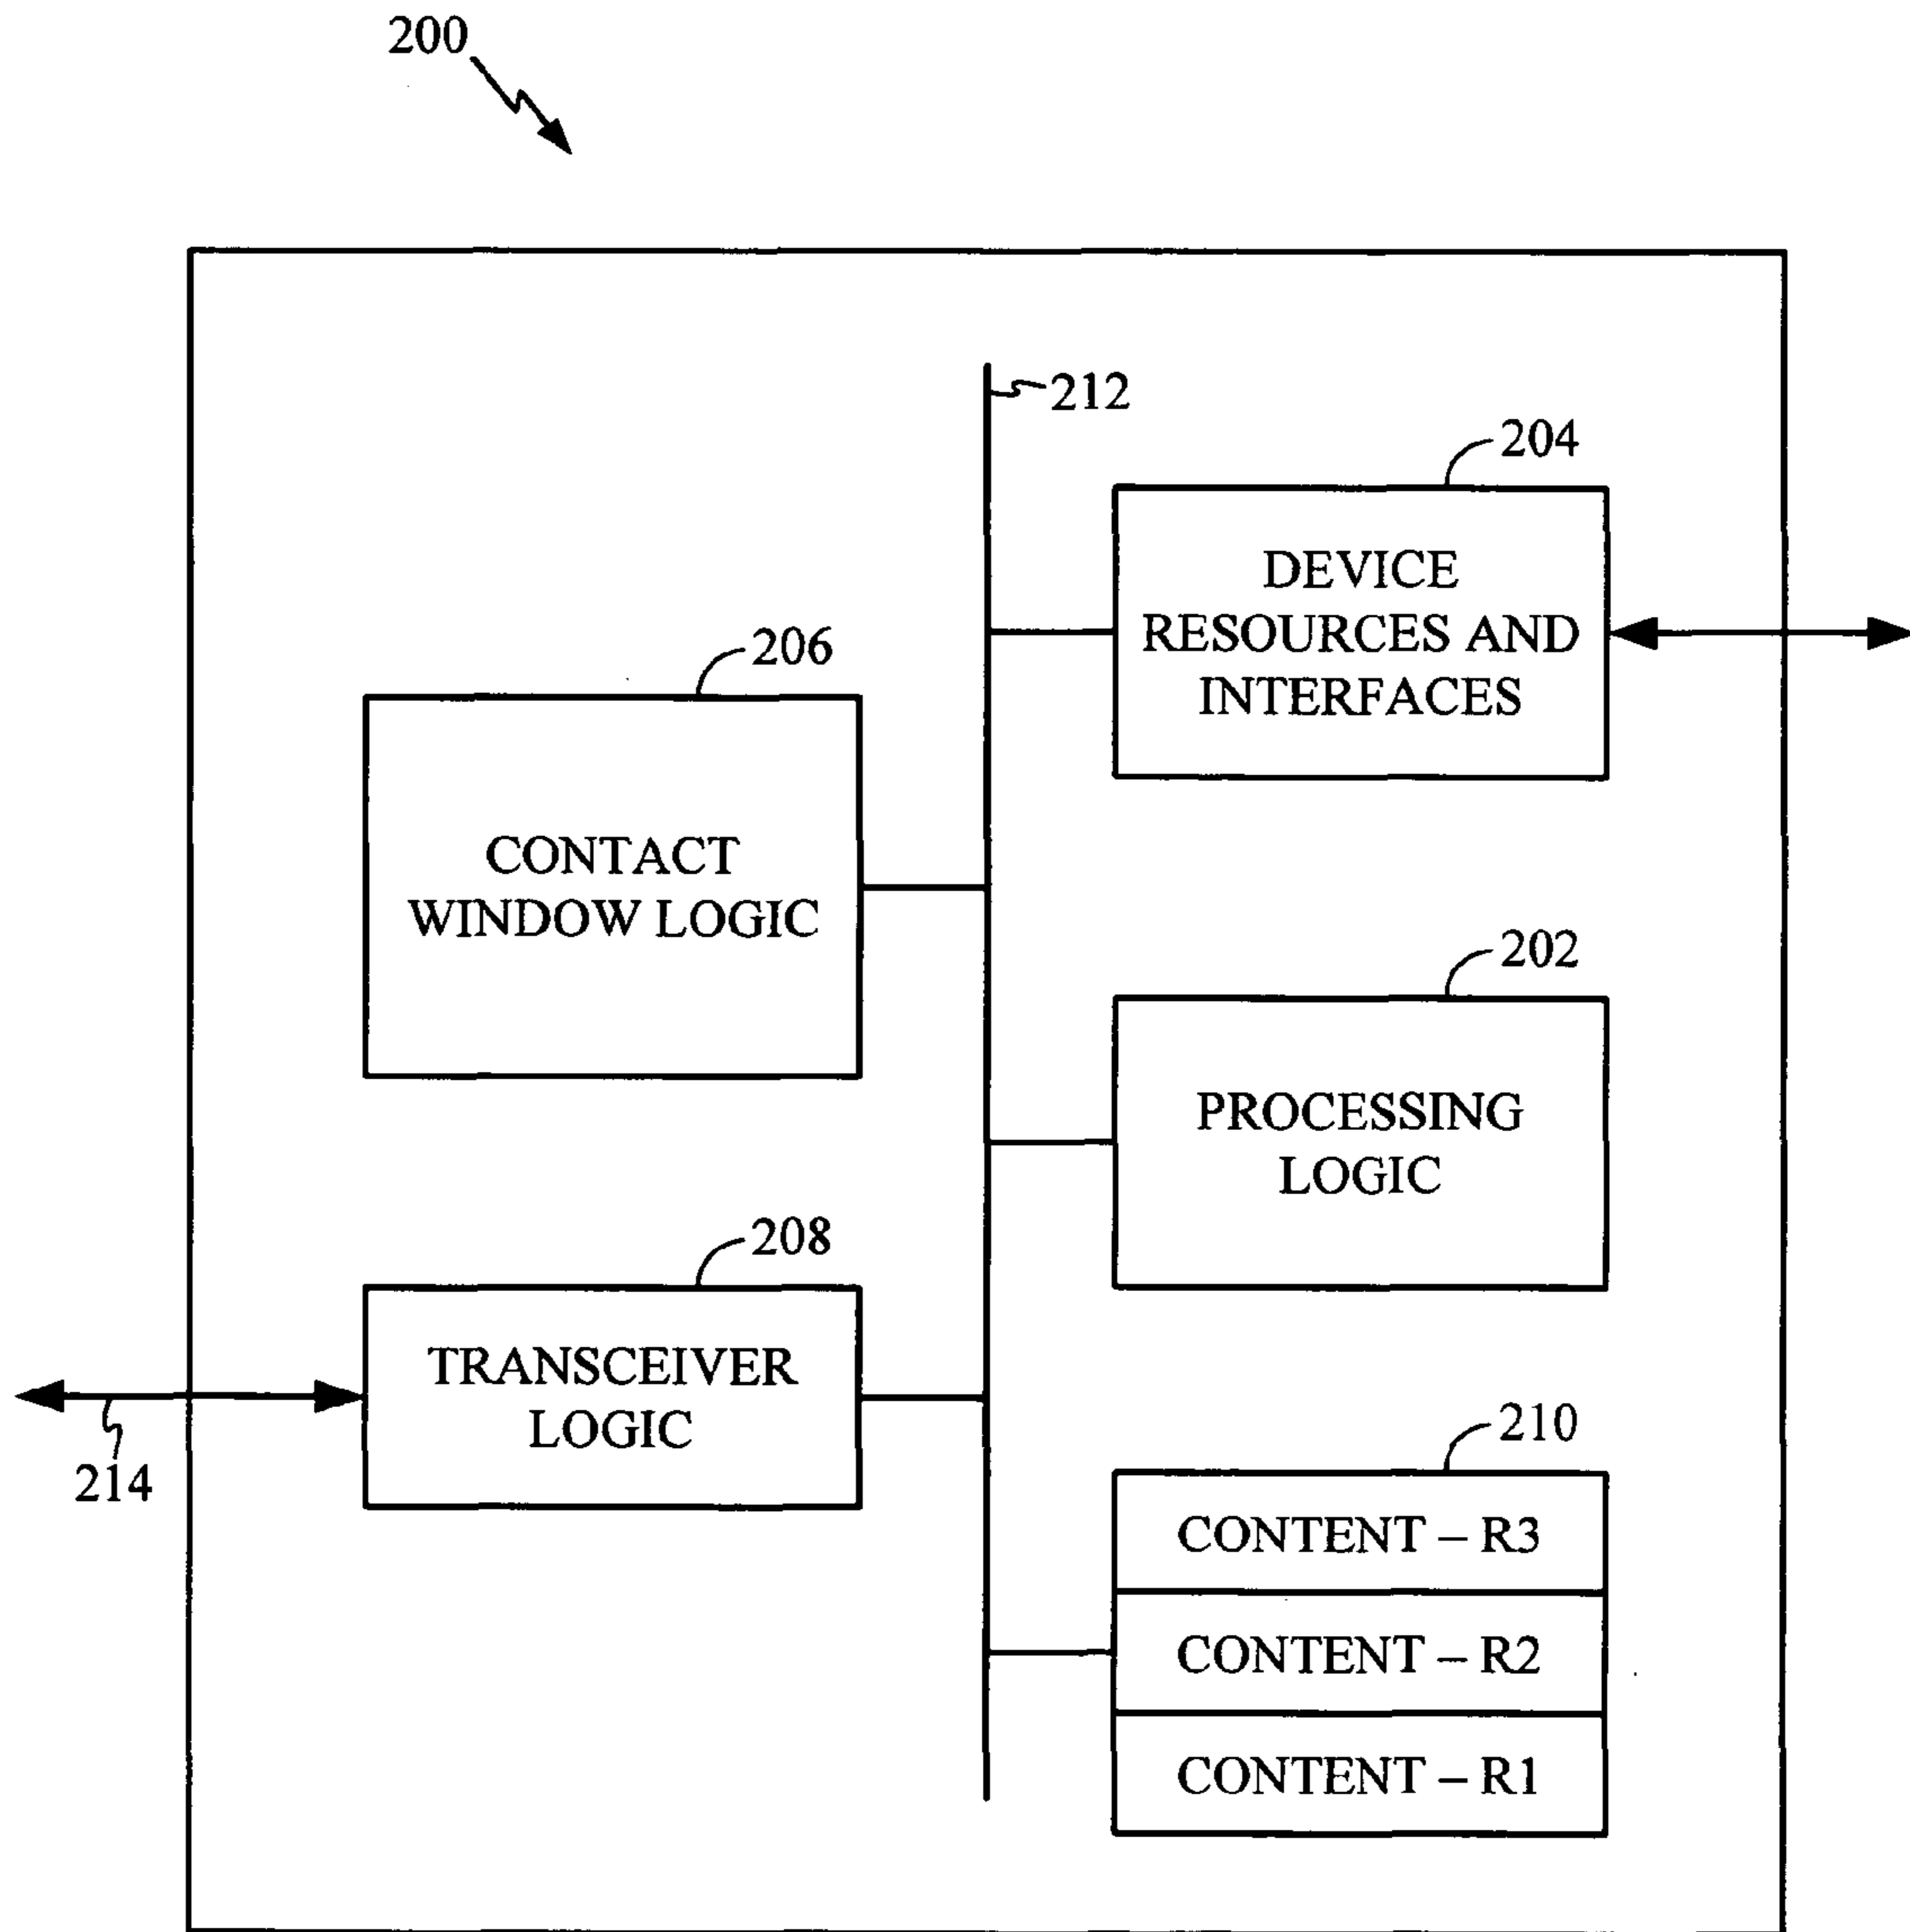 200
212
204
DEVICE
RESOURCES AND
INTERFACES
206
CONTACT
WINDOW LOGIC
202
PROCESSING
LOGIC
208
TRANSCEIVER
LOGIC
214
210
CONTENT – R3
CONTENT – R2
CONTENT – R1